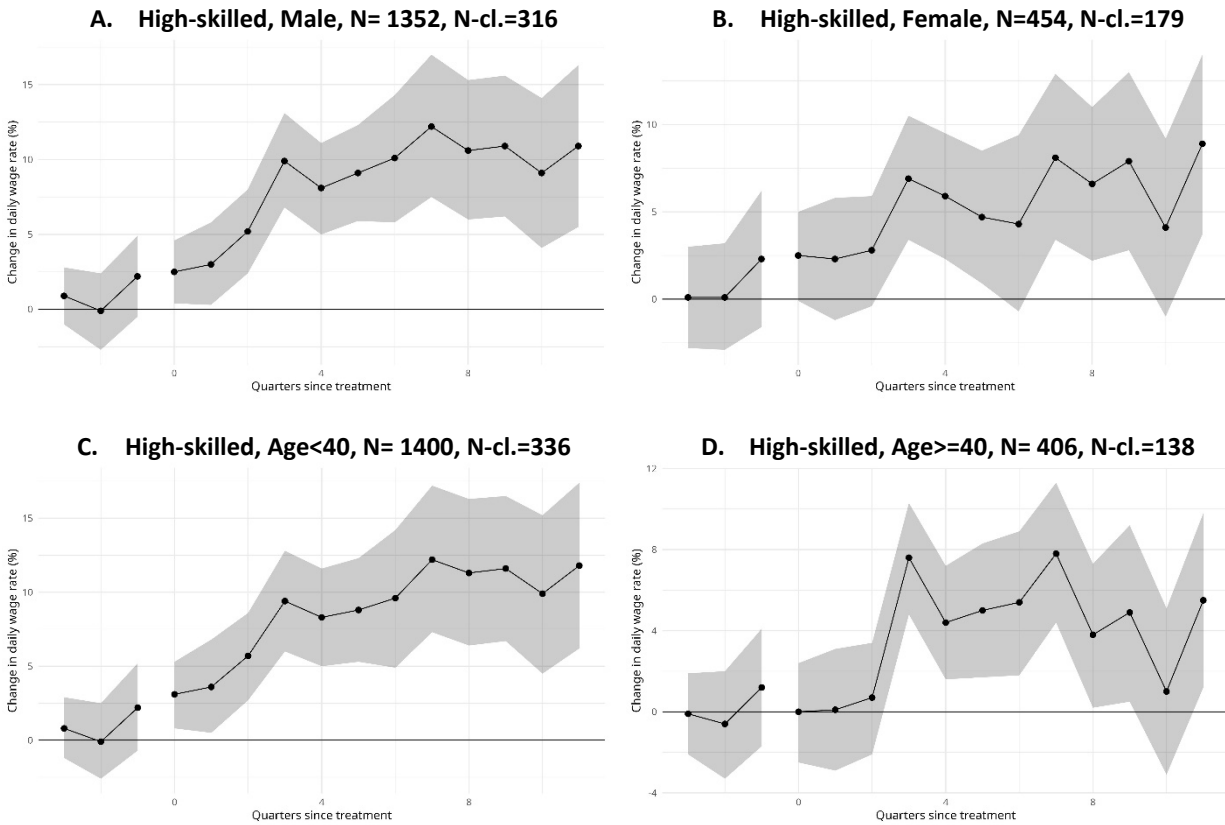 A. High-skilled, Male, N= 1352, N-cl.=316
Change in daily wage rate (%)
15
10
5
0
0 4 8
Quarters since treatment
B. High-skilled, Female, N=454, N-cl.=179
Change in daily wage rate (%)
10
5
0
0 4 8
Quarters since treatment
C. High-skilled, Age<40, N= 1400, N-cl.=336
Change in daily wage rate (%)
15
10
5
0
0 4 8
Quarters since treatment
D. High-skilled, Age>=40, N= 406, N-cl.=138
Change in daily wage rate (%)
12
8
4
0
-4
0 4 8
Quarters since treatment